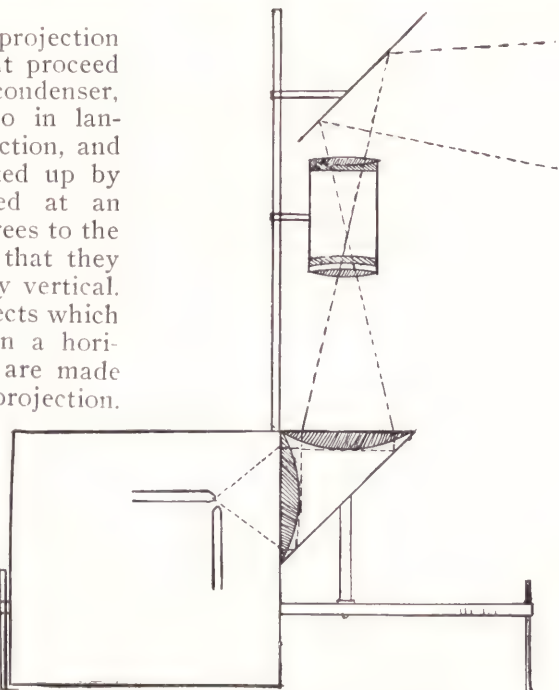 projection
t proceed
condenser,
o in lan-
ction, and
ted up by
ed at an
rees to the
that they
y vertical.
ects which
n a hori-
are made
projection.